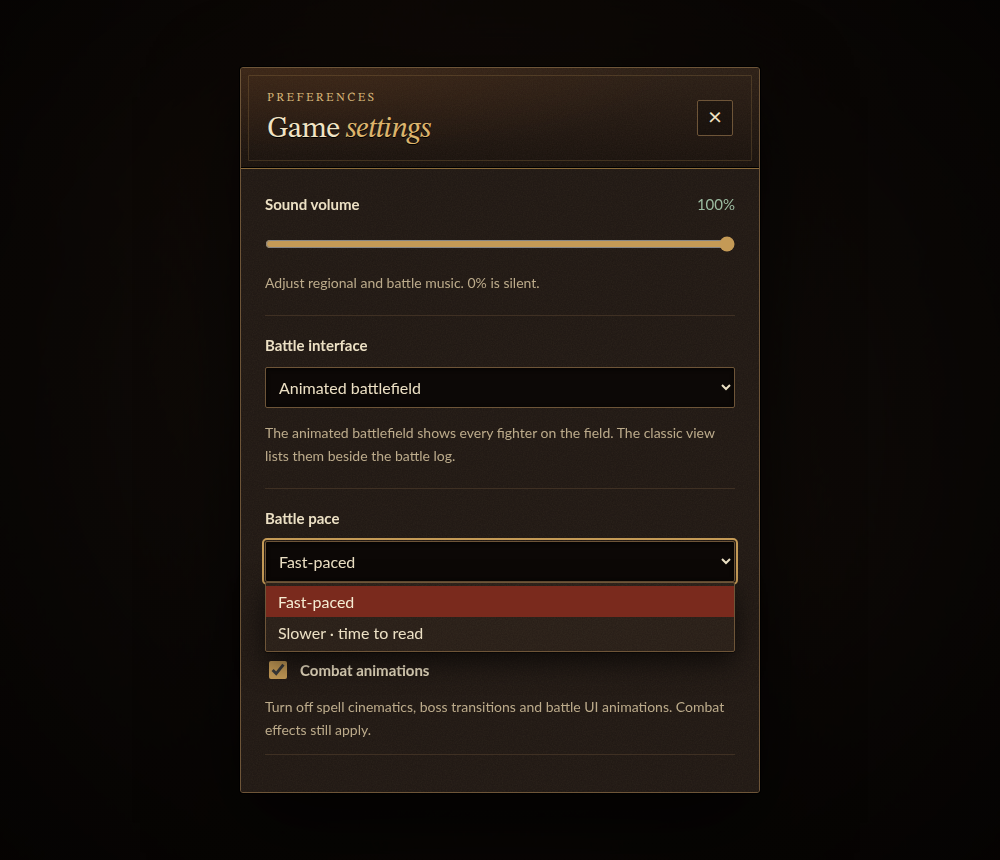 PREFERENCES
Game settings
✕
Sound volume
100%
Adjust regional and battle music. 0% is silent.
Battle interface
Animated battlefield
The animated battlefield shows every fighter on the field. The classic view
lists them beside the battle log.
Battle pace
Fast-paced
Fast-paced
Slower · time to read
Combat animations
Turn off spell cinematics, boss transitions and battle UI animations. Combat
effects still apply.